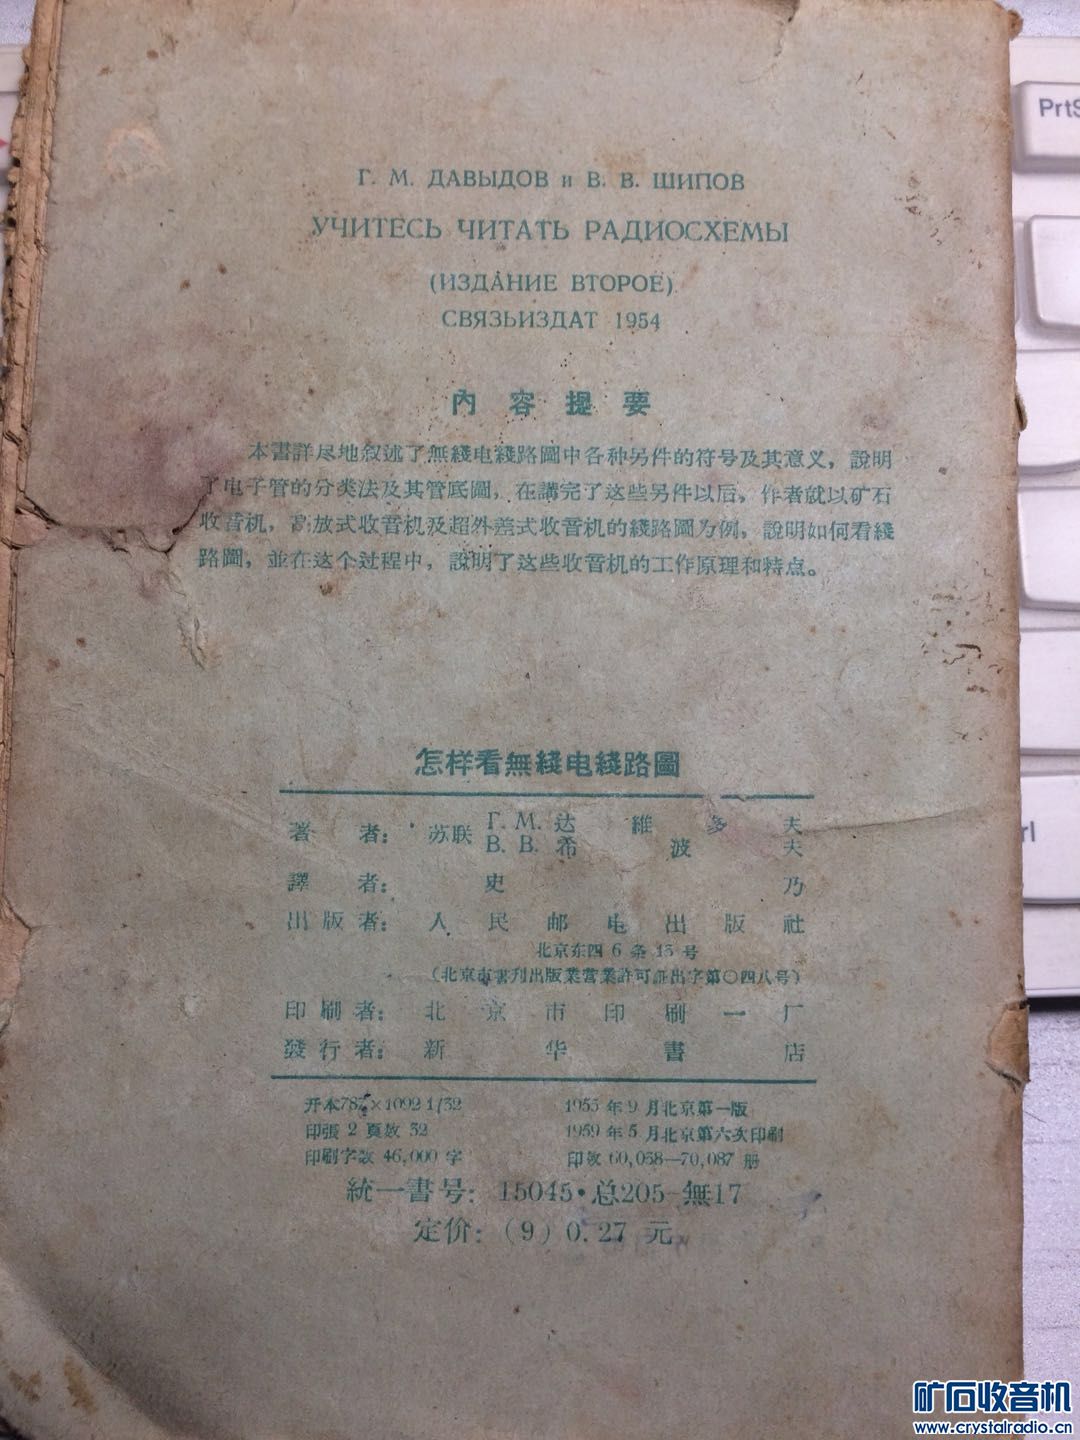 Г. М. ДАВЫДОВ и В. В. ШИПОВ
УЧИТЕСЬ ЧИТАТЬ РАДИОСХЕМЫ
(ИЗДАНИЕ ВТОРОЕ)
СВЯЗЬИЗДАТ 1954
內容提要
本書詳尽地叙述了無綫电綫路圖中各种另件的符号及其意义，說明
了电子管的分类法及其管底圖，在講完了这些另件以后，作者就以矿石
收音机，高放式收音机及超外差式收音机的綫路圖为例，說明如何看綫
路圖，並在这个过程中，說明了这些收音机的工作原理和特点。
怎样看無綫电綫路圖
著者：苏联 Г. М. 达維多夫
В. В. 希波夫
譯者：史乃
出版者：人民邮电出版社
北京东四6条13号
（北京市書刊出版業营業許可証出字第〇四八号）
印刷者：北京市印刷一厂
發行者：新华書店
开本787×1092 1/32 1955年9月北京第一版
印張2 頁数32 1959年5月北京第六次印刷
印刷字数46,000字 印数60,058—70,087册
統一書号：15045·总205-無17
定价：(9) 0.27元
PrtS
rl
矿石收音机
www.crystalradio.cn